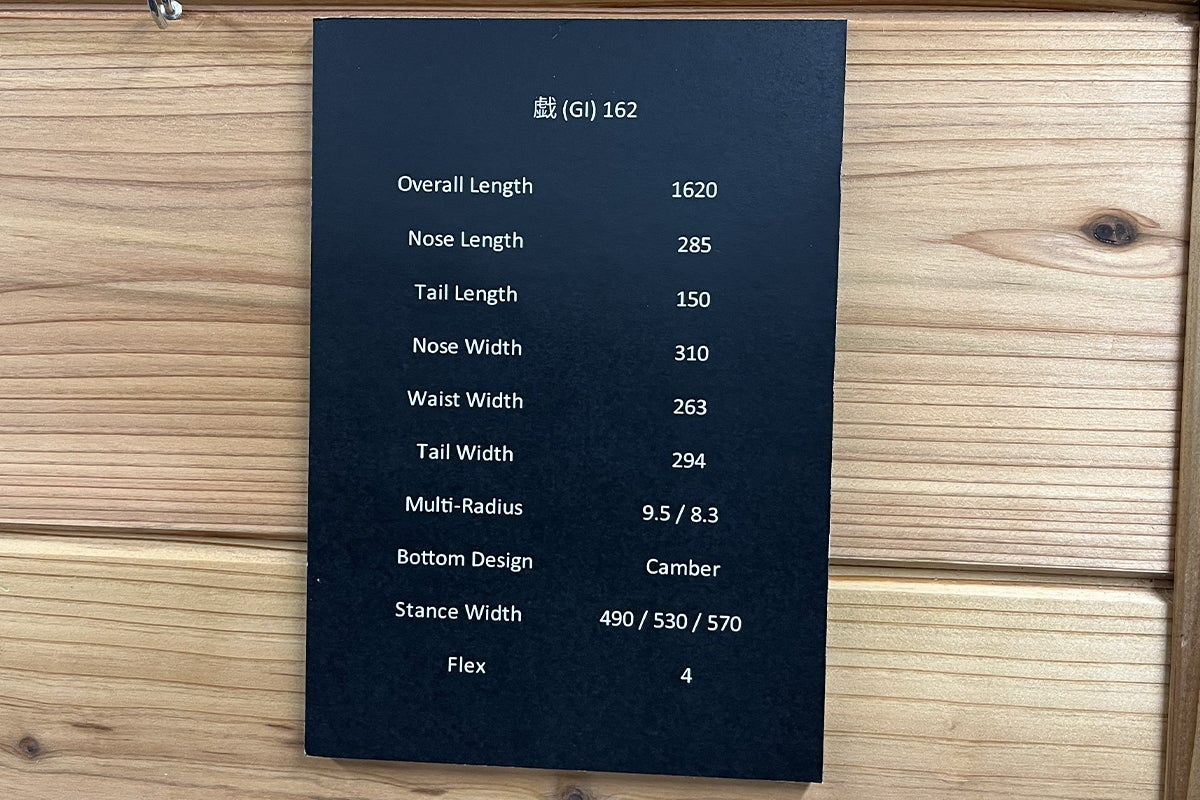 戯 (GI) 162
Overall Length 1620
Nose Length 285
Tail Length 150
Nose Width 310
Waist Width 263
Tail Width 294
Multi-Radius 9.5 / 8.3
Bottom Design Camber
Stance Width 490 / 530 / 570
Flex 4